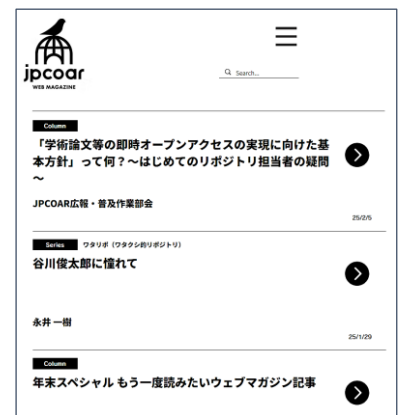 jpcoar
WEB MAGAZINE
Search...
Column
「学術論文等の即時オープンアクセスの実現に向けた基
本方針」って何？～はじめてのリポジトリ担当者の疑問
～
JPCOAR広報・普及作業部会
25/2/5
Series ワタリポ（ワタクシ的リポジトリ）
谷川俊太郎に憧れて
永井 一樹
25/1/29
Column
年末スペシャル もう一度読みたいウェブマガジン記事